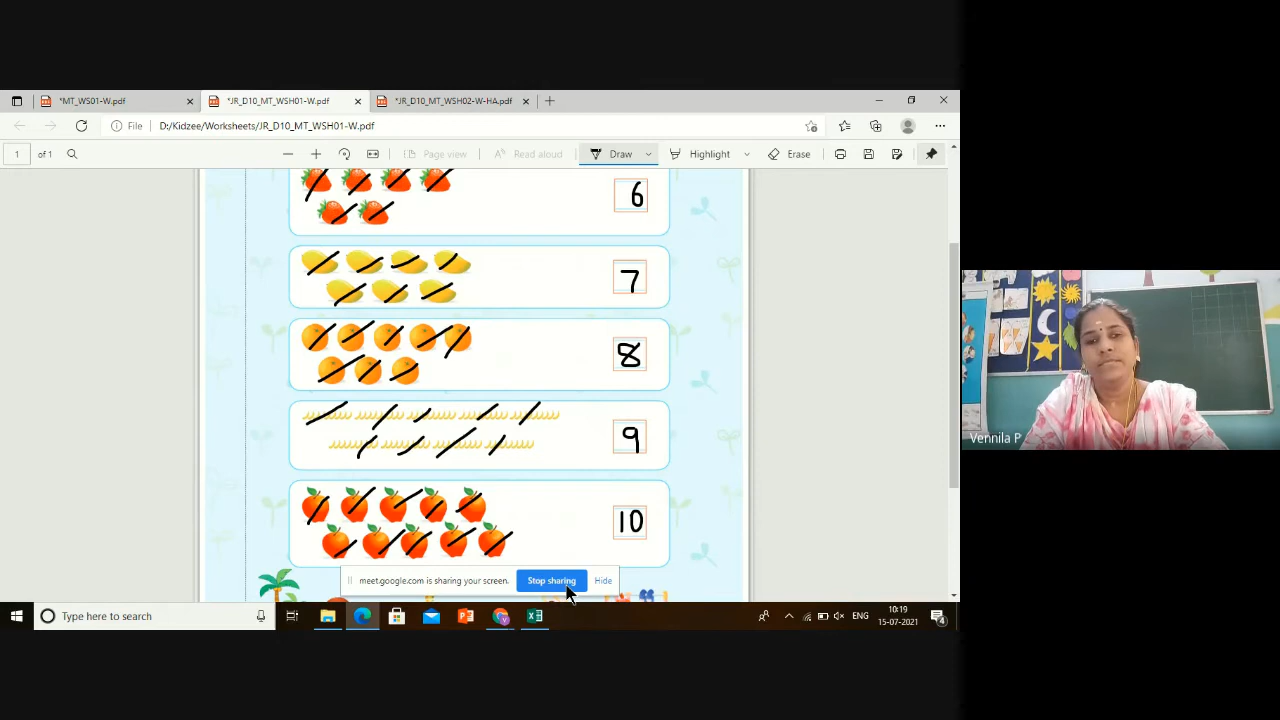 *MT_WS01-W.pdf
*JR_D10_MT_WSH01-W.pdf
*JR_D10_MT_WSH02-W-HA.pdf
File
D:/Kidzee/Worksheets/JR_D10_MT_WSH01-W.pdf
1 of 1
Page view
Read aloud
Draw
Highlight
Erase
6
7
8
9
10
Vennila P
meet.google.com is sharing your screen.
Stop sharing
Hide
Type here to search
ENG
10:19
15-07-2021
4